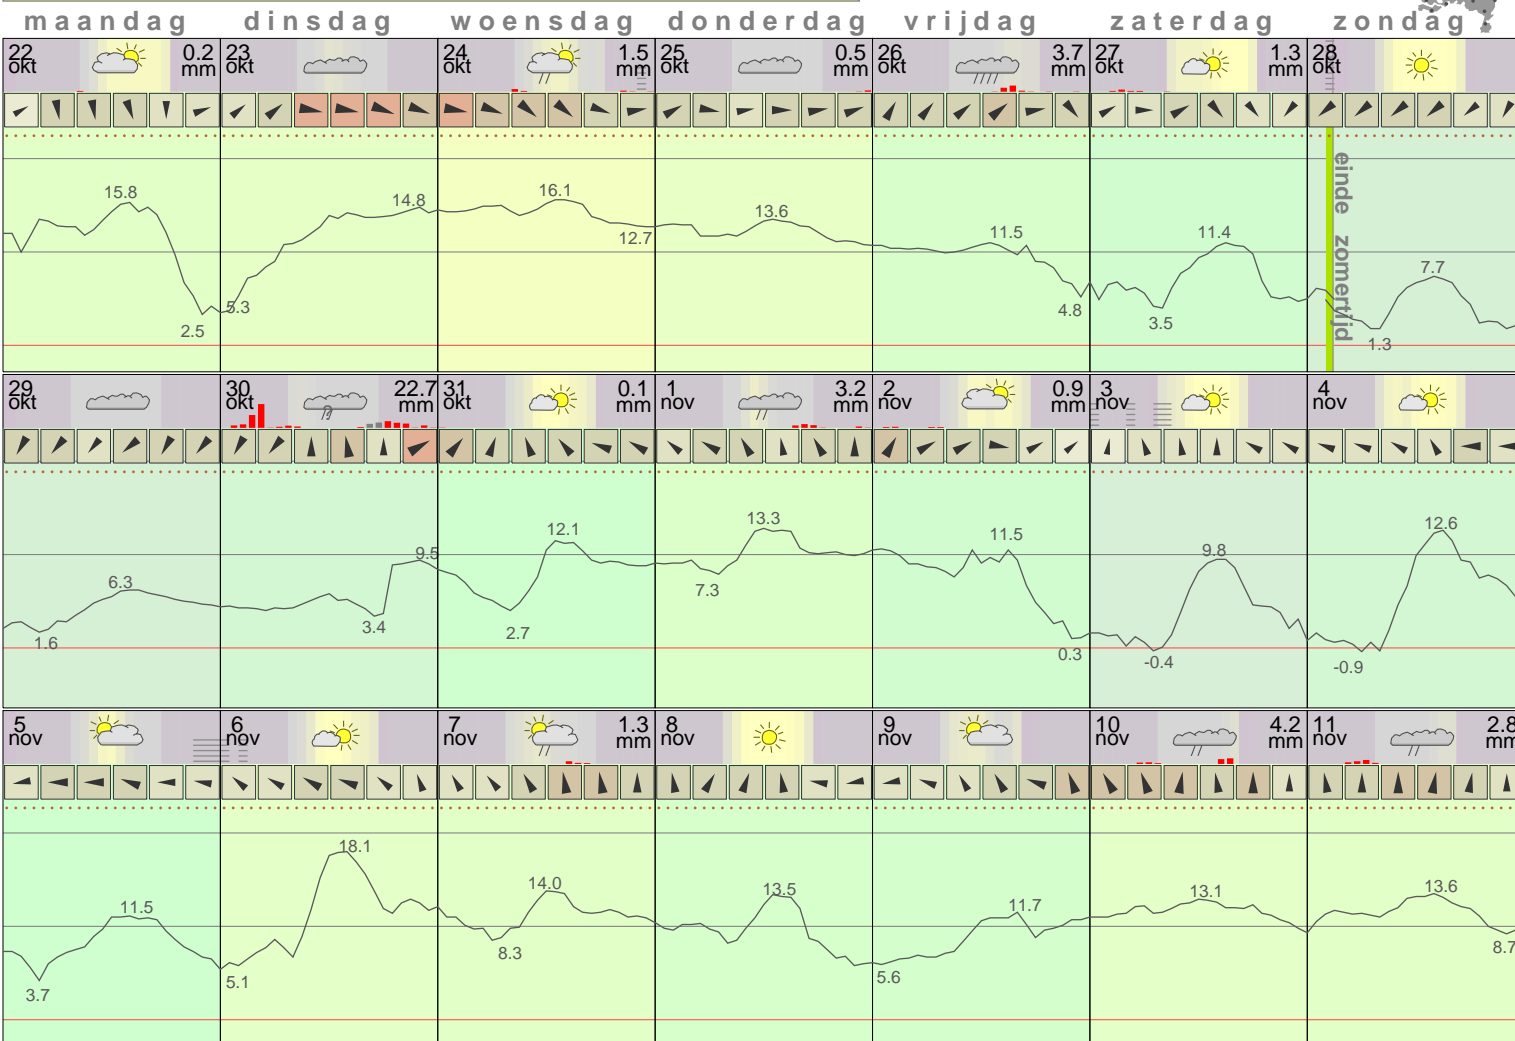 maandag dinsdag woensdag donderdag vrijdag zaterdag zondag
22 okt 0.2 mm 23 okt 24 okt 1.5 mm 25 okt 0.5 mm 26 okt 3.7 mm 27 okt 1.3 mm 28 okt
15.8 2.5 5.3 14.8 16.1 12.7 13.6 11.5 4.8 3.5 11.4 1.3 7.7
einde zomertijd
29 okt 30 okt 22.7 mm 31 okt 0.1 mm 1 nov 3.2 mm 2 nov 0.9 mm 3 nov 4 nov
1.6 6.3 3.4 9.5 2.7 12.1 7.3 13.3 11.5 0.3 -0.4 9.8 -0.9 12.6
5 nov 6 nov 7 nov 1.3 mm 8 nov 9 nov 10 nov 4.2 mm 11 nov 2.8 mm
3.7 11.5 5.1 18.1 8.3 14.0 13.5 5.6 11.7 13.1 13.6 8.7